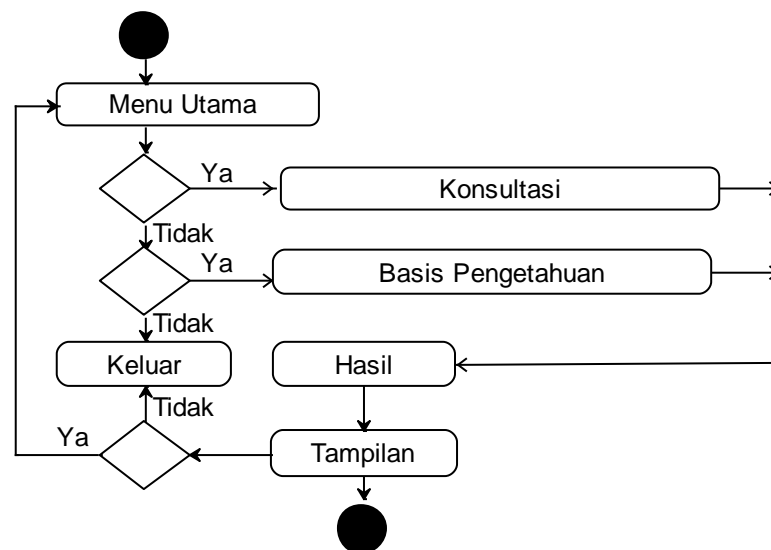 Menu Utama
Ya
Konsultasi
Tidak
Ya
Basis Pengetahuan
Tidak
Keluar
Hasil
Tidak
Ya
Tampilan